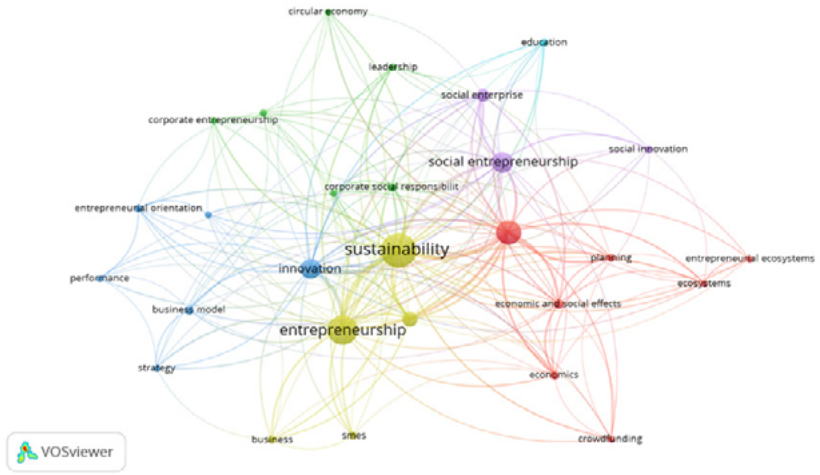 circular economy
education
leadership
social enterprise
corporate entrepreneurship
social innovation
social entrepreneurship
corporate social responsibilit
entrepreneurial orientation
sustainability
planning
entrepreneurial ecosystems
innovation
performance
ecosystems
economic and social effects
business model
entrepreneurship
strategy
economics
business
smes
crowdfunding
VOSviewer